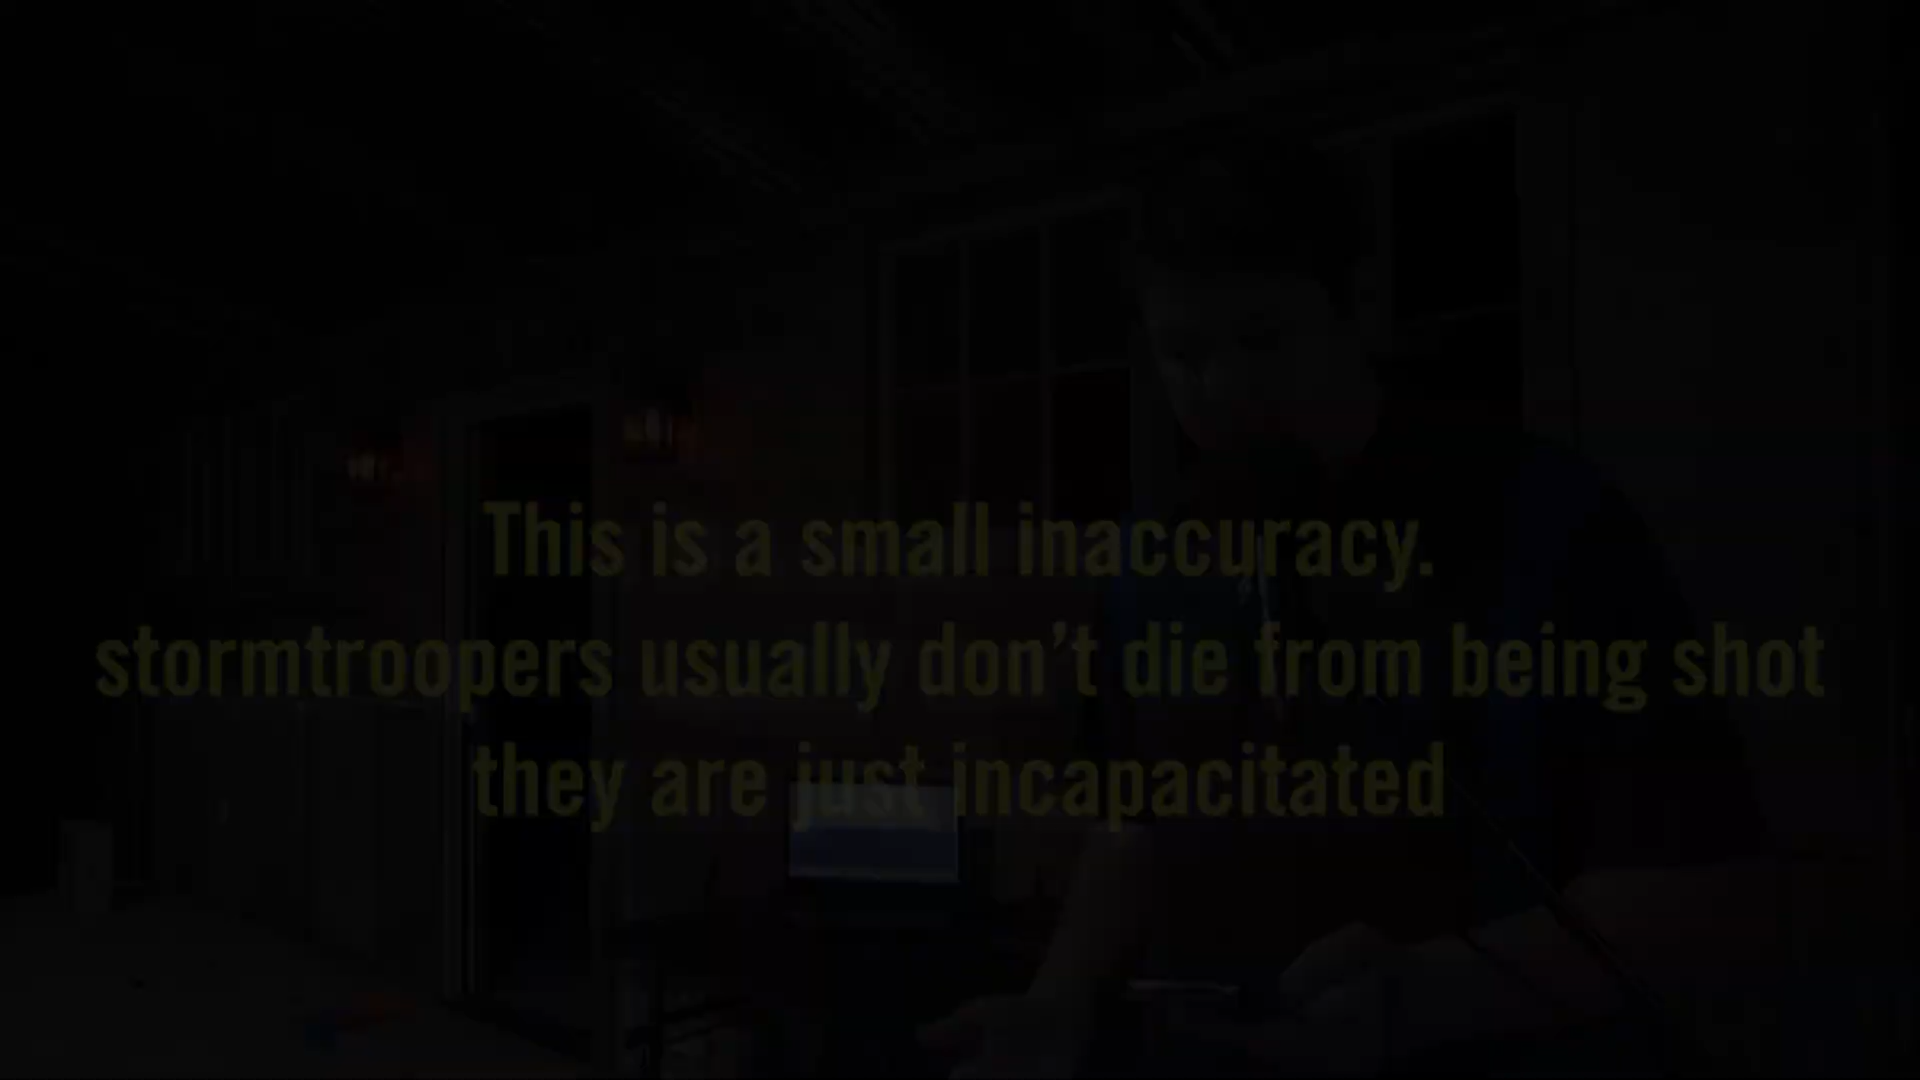 This is a small inaccuracy.
stormtroopers usually don't die from being shot
they are just incapacitated